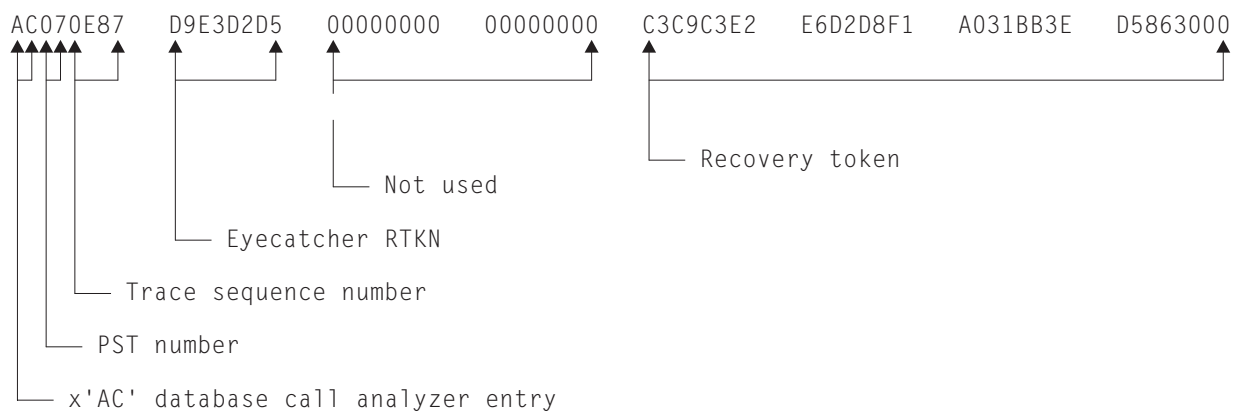 AC070E87 D9E3D2D5 00000000 00000000 C3C9C3E2 E6D2D8F1 A031BB3E D5863000
Recovery token
Not used
Eyecatcher RTKN
Trace sequence number
PST number
x'AC' database call analyzer entry